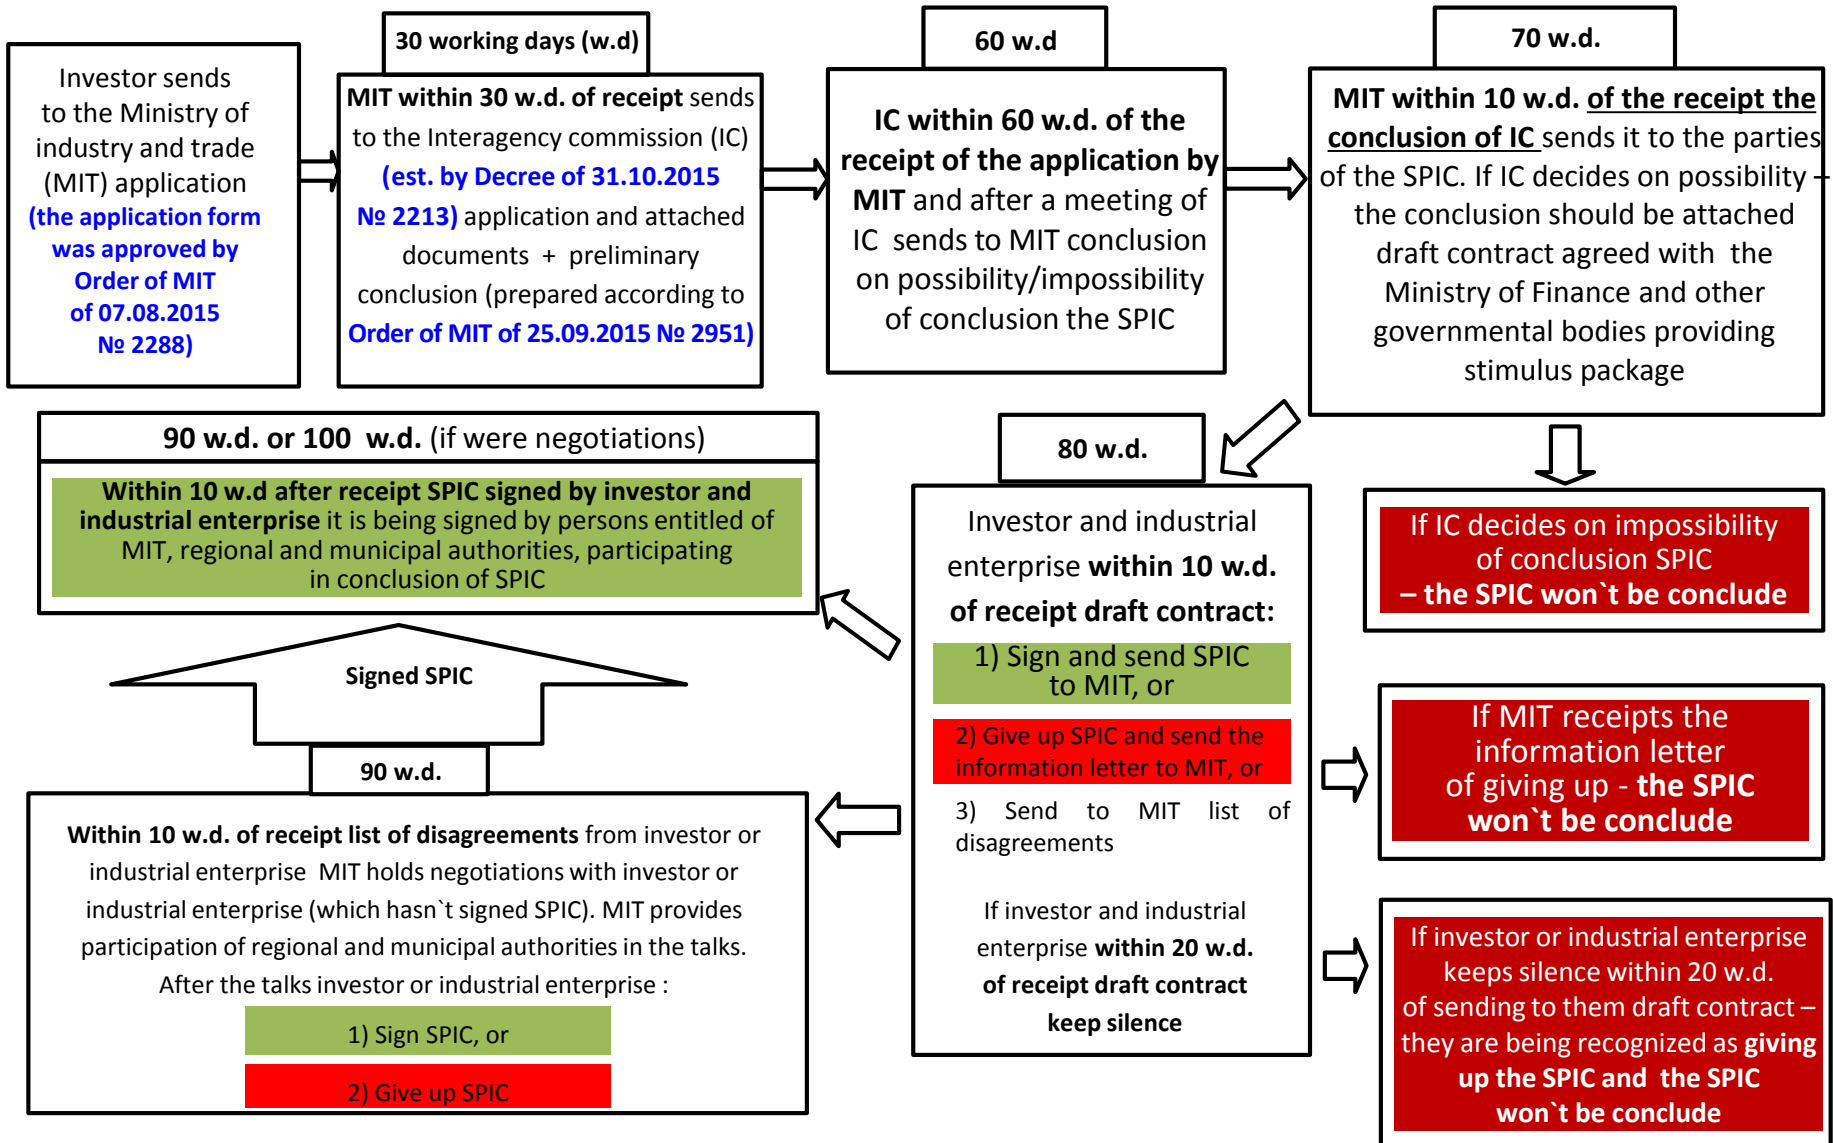 Investor sends
to the Ministry of
industry and trade
(MIT) application
(the application form
was approved by
Order of MIT
of 07.08.2015
№ 2288)
30 working days (w.d)
MIT within 30 w.d. of receipt sends
to the Interagency commission (IC)
(est. by Decree of 31.10.2015
№ 2213) application and attached
documents + preliminary
conclusion (prepared according to
Order of MIT of 25.09.2015 № 2951)
60 w.d
IC within 60 w.d. of the
receipt of the application by
MIT and after a meeting of
IC sends to MIT conclusion
on possibility/impossibility
of conclusion the SPIC
70 w.d.
MIT within 10 w.d. of the receipt the
conclusion of IC sends it to the parties
of the SPIC. If IC decides on possibility –
the conclusion should be attached
draft contract agreed with the
Ministry of Finance and other
governmental bodies providing
stimulus package
If IC decides on impossibility
of conclusion SPIC
– the SPIC won`t be conclude
80 w.d.
Investor and industrial
enterprise within 10 w.d.
of receipt draft contract:
1) Sign and send SPIC
to MIT, or
2) Give up SPIC and send the
information letter to MIT, or
3) Send to MIT list of
disagreements
If investor and industrial
enterprise within 20 w.d.
of receipt draft contract
keep silence
If MIT receipts the
information letter
of giving up - the SPIC
won`t be conclude
If investor or industrial enterprise
keeps silence within 20 w.d.
of sending to them draft contract –
they are being recognized as giving
up the SPIC and the SPIC
won`t be conclude
90 w.d. or 100 w.d. (if were negotiations)
Within 10 w.d after receipt SPIC signed by investor and
industrial enterprise it is being signed by persons entitled of
MIT, regional and municipal authorities, participating
in conclusion of SPIC
Signed SPIC
90 w.d.
Within 10 w.d. of receipt list of disagreements from investor or
industrial enterprise MIT holds negotiations with investor or
industrial enterprise (which hasn`t signed SPIC). MIT provides
participation of regional and municipal authorities in the talks.
After the talks investor or industrial enterprise :
1) Sign SPIC, or
2) Give up SPIC